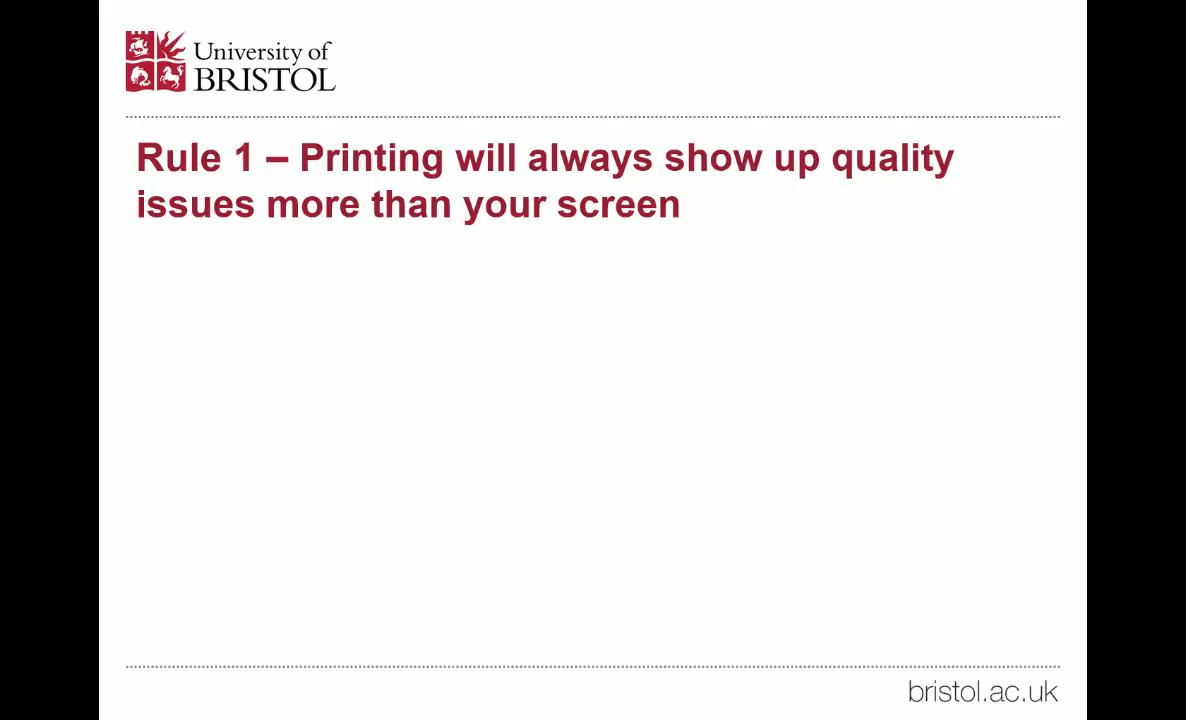 University of
BRISTOL
Rule 1 – Printing will always show up quality
issues more than your screen
bristol.ac.uk